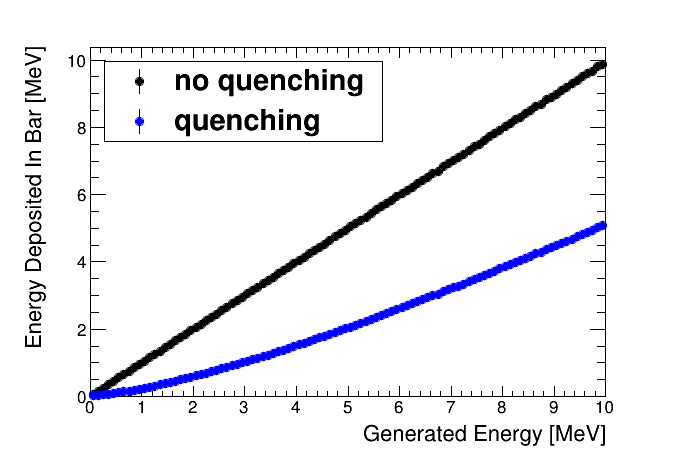 Energy Deposited In Bar [MeV]
10
8
6
4
2
0
no quenching
quenching
0 1 2 3 4 5 6 7 8 9 10
Generated Energy [MeV]